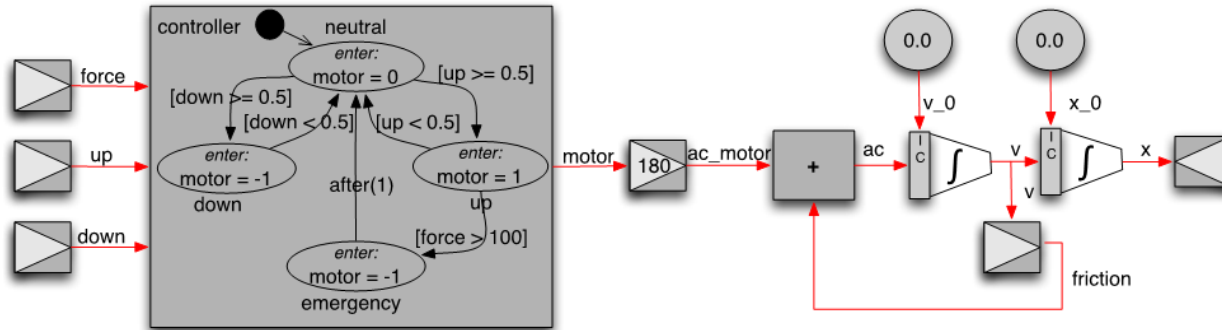 controller
neutral
enter:
motor = 0
force
[down >= 0.5]
[up >= 0.5]
[down < 0.5]
[up < 0.5]
up
enter:
motor = -1
down
after(1)
enter:
motor = 1
up
down
[force > 100]
enter:
motor = -1
emergency
motor
180
ac_motor
+
ac
0.0
v_0
I
C
∫
v
v
0.0
x_0
I
C
∫
x
friction